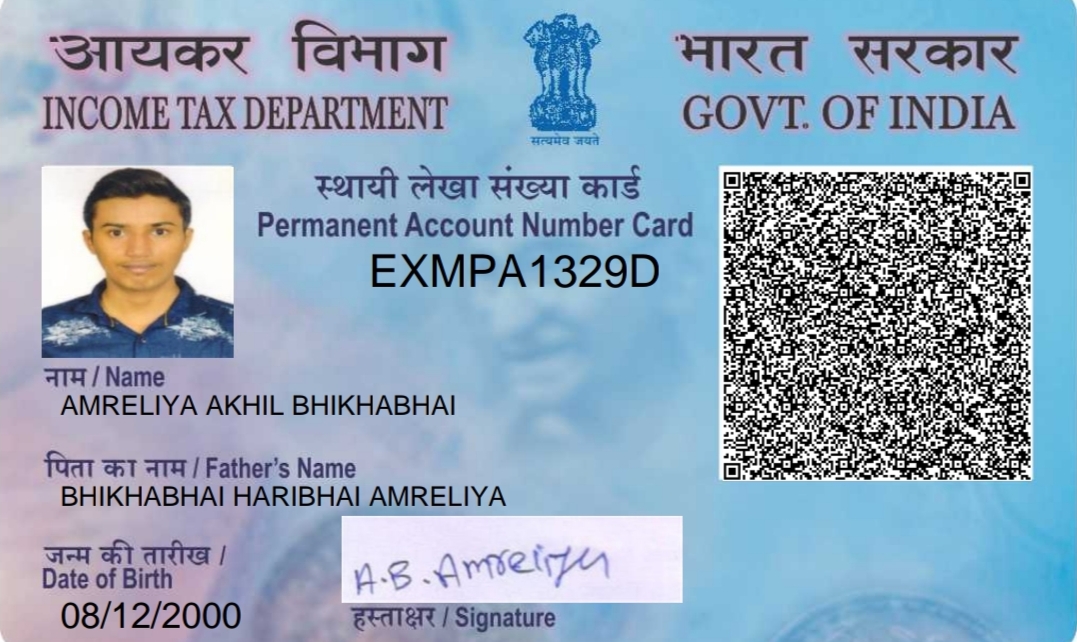 आयकर विभाग
INCOME TAX DEPARTMENT
सत्यमेव जयते
भारत सरकार
GOVT. OF INDIA
स्थायी लेखा संख्या कार्ड
Permanent Account Number Card
EXMPA1329D
नाम / Name
AMRELIYA AKHIL BHIKHABHAI
पिता का नाम / Father's Name
BHIKHABHAI HARIBHAI AMRELIYA
जन्म की तारीख /
Date of Birth
08/12/2000
A.B.Amreliya
हस्ताक्षर / Signature